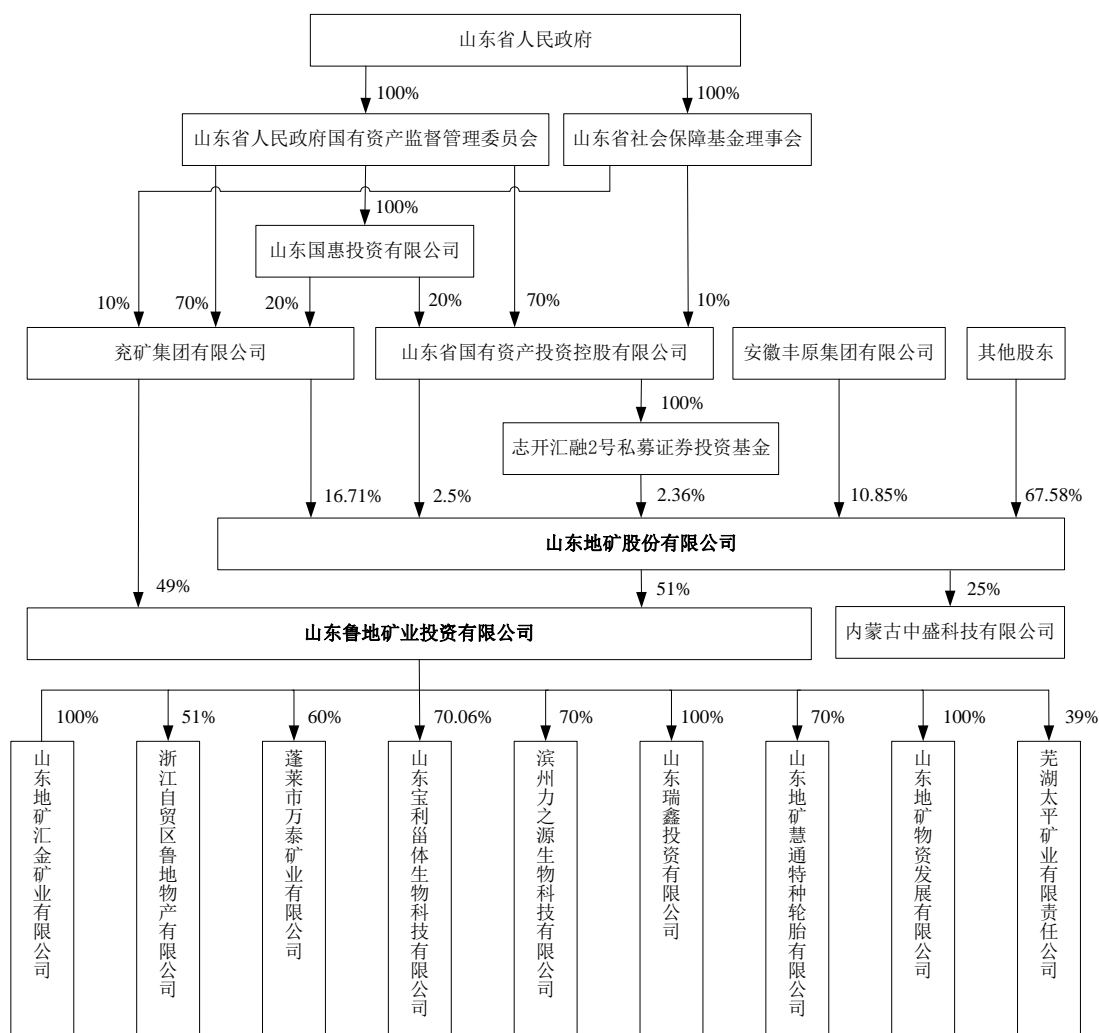 山东省人民政府
100%
100%
山东省人民政府国有资产监督管理委员会
山东省社会保障基金理事会
100%
山东国惠投资有限公司
10%
70%
20%
20%
70%
10%
兖矿集团有限公司
山东省国有资产投资控股有限公司
安徽丰原集团有限公司
其他股东
100%
志开汇融2号私募证券投资基金
16.71%
2.5%
2.36%
10.85%
67.58%
山东地矿股份有限公司
49%
51%
25%
山东鲁地矿业投资有限公司
内蒙古中盛科技有限公司
100%
51%
60%
70.06%
70%
100%
70%
100%
39%
山东地矿汇金矿业有限公司
浙江自贸区鲁地物产有限公司
蓬莱市万泰矿业有限公司
山东宝利甾体生物科技有限公司
滨州力之源生物科技有限公司
山东瑞鑫投资有限公司
山东地矿慧通特种轮胎有限公司
山东地矿物资发展有限公司
芜湖太平矿业有限责任公司